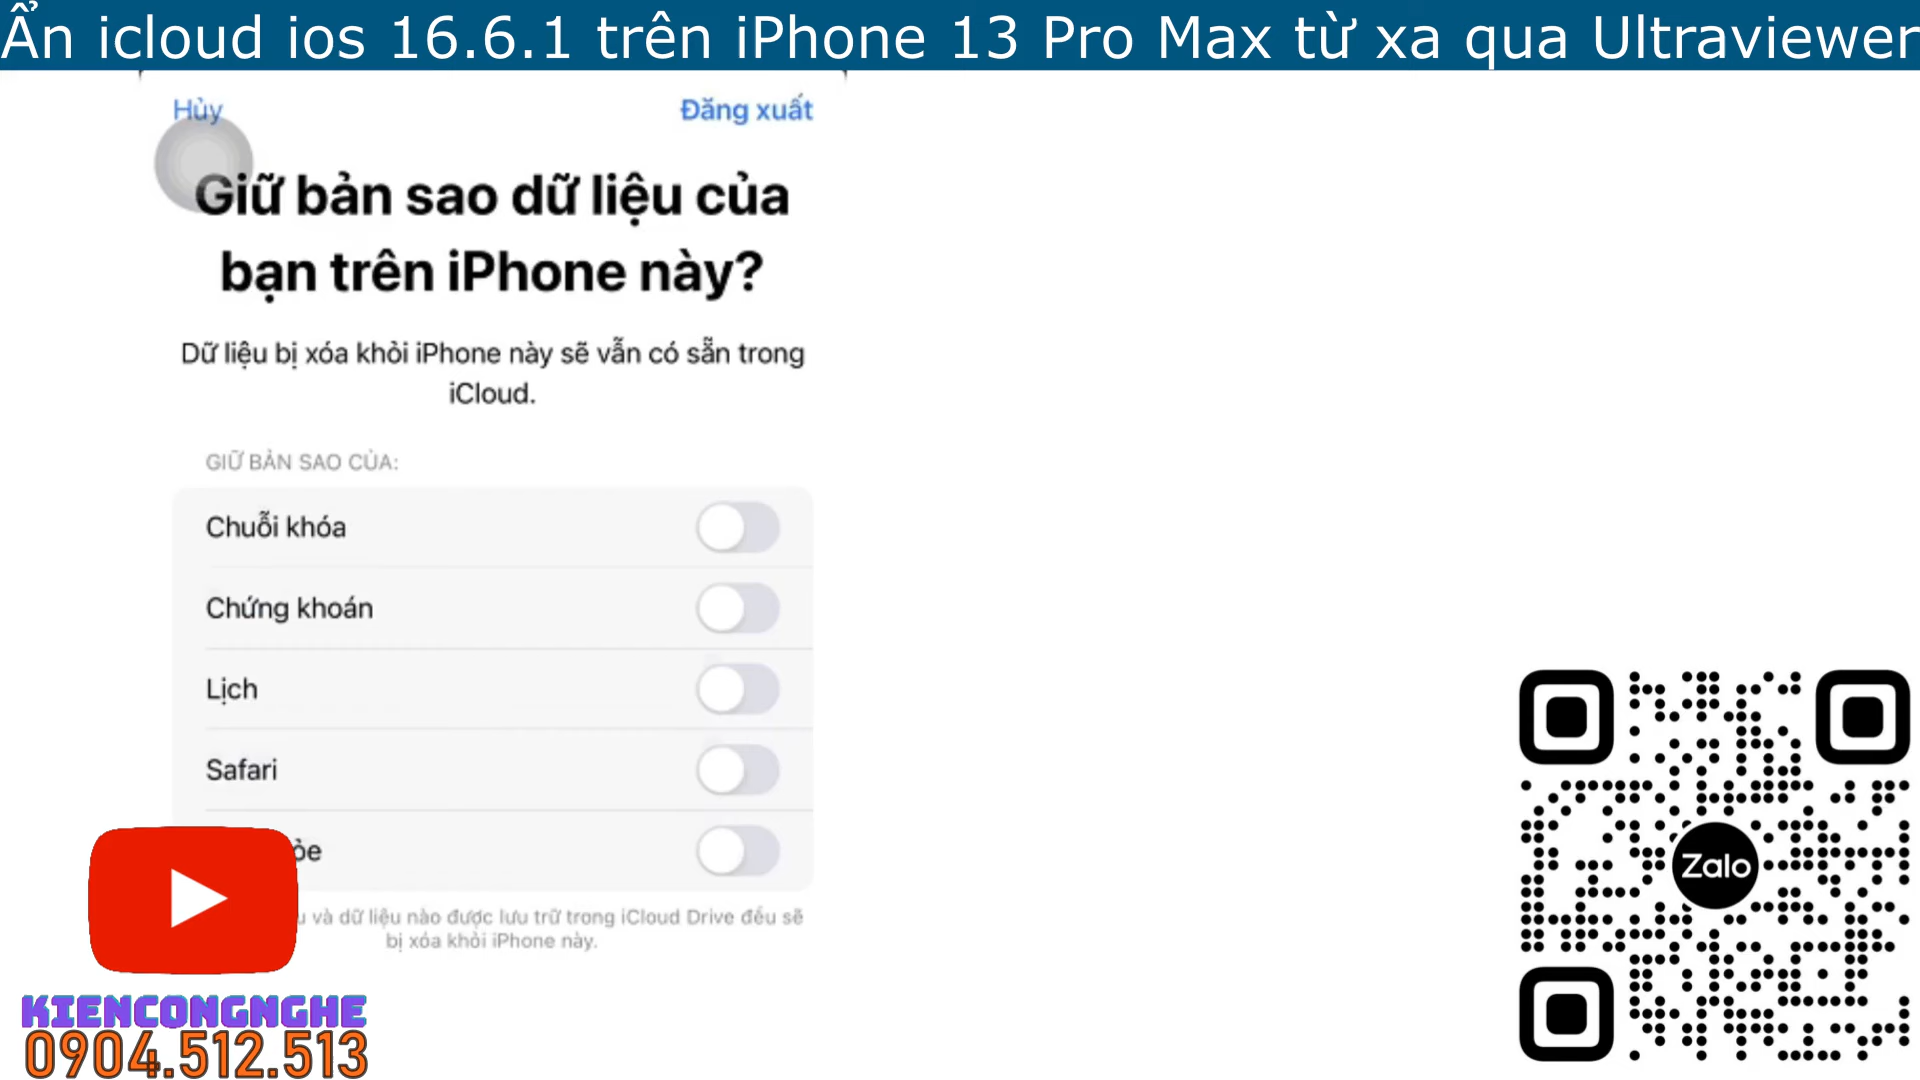 Ẩn icloud ios 16.6.1 trên iPhone 13 Pro Max từ xa qua Ultraviewer
Hủy
Đăng xuất
Giữ bản sao dữ liệu của
bạn trên iPhone này?
Dữ liệu bị xóa khỏi iPhone này sẽ vẫn có sẵn trong
iCloud.
GIỮ BẢN SAO CỦA:
Chuỗi khóa
Chứng khoán
Lịch
Safari
và dữ liệu nào được lưu trữ trong iCloud Drive đều sẽ
bị xóa khỏi iPhone này.
Zalo
KIENCONGNGHE
0904.512.513